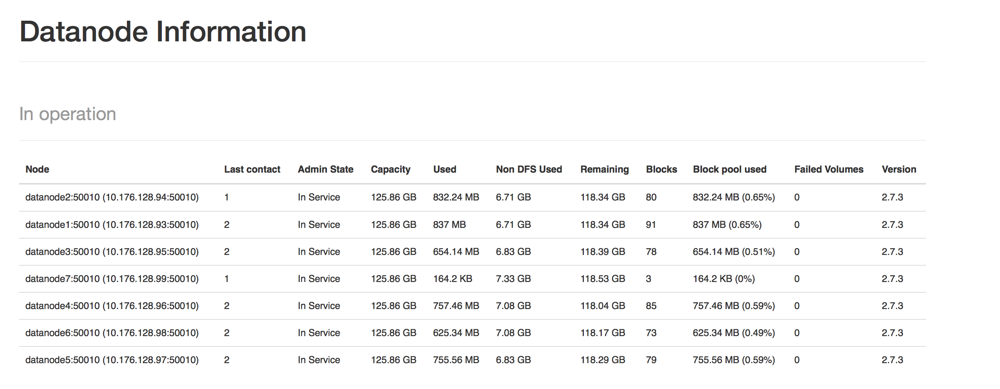 Datanode Information
In operation
Node Last contact Admin State Capacity Used Non DFS Used Remaining Blocks Block pool used Failed Volumes Version
datanode2:50010 (10.176.128.94:50010) 1 In Service 125.86 GB 832.24 MB 6.71 GB 118.34 GB 80 832.24 MB (0.65%) 0 2.7.3
datanode1:50010 (10.176.128.93:50010) 2 In Service 125.86 GB 837 MB 6.71 GB 118.34 GB 91 837 MB (0.65%) 0 2.7.3
datanode3:50010 (10.176.128.95:50010) 2 In Service 125.86 GB 654.14 MB 6.83 GB 118.39 GB 78 654.14 MB (0.51%) 0 2.7.3
datanode7:50010 (10.176.128.99:50010) 1 In Service 125.86 GB 164.2 KB 7.33 GB 118.53 GB 3 164.2 KB (0%) 0 2.7.3
datanode4:50010 (10.176.128.96:50010) 2 In Service 125.86 GB 757.46 MB 7.08 GB 118.04 GB 85 757.46 MB (0.59%) 0 2.7.3
datanode6:50010 (10.176.128.98:50010) 2 In Service 125.86 GB 625.34 MB 7.08 GB 118.17 GB 73 625.34 MB (0.49%) 0 2.7.3
datanode5:50010 (10.176.128.97:50010) 2 In Service 125.86 GB 755.56 MB 6.83 GB 118.29 GB 79 755.56 MB (0.59%) 0 2.7.3